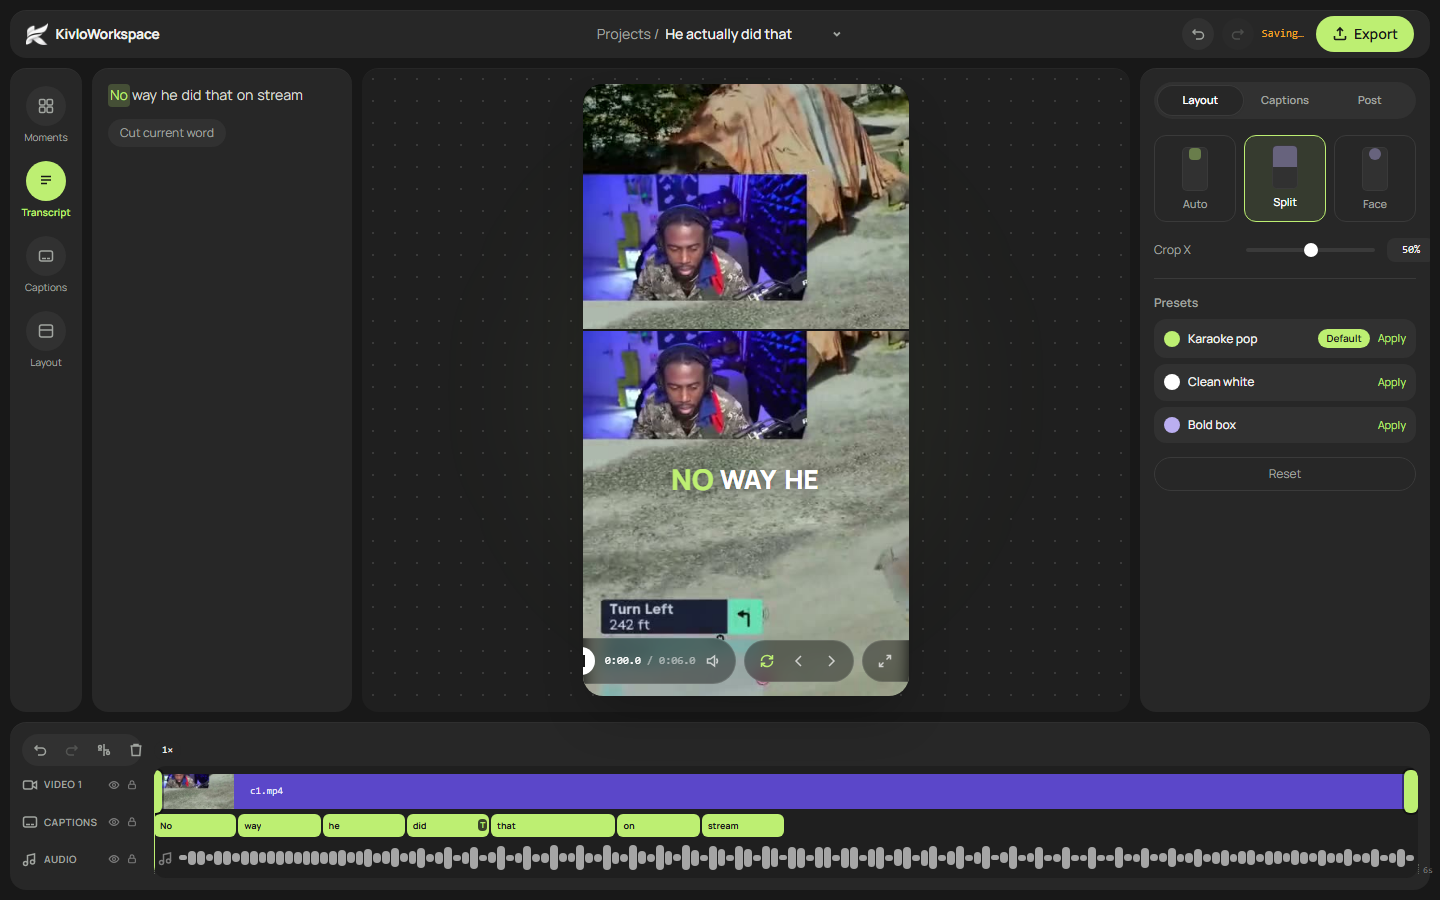 KivloWorkspace
Projects / He actually did that
Saving…
Export
Moments
Transcript
Captions
Layout
No way he did that on stream
Cut current word
NO WAY HE
Turn Left
242 ft
0:00.0 / 0:06.0
Layout
Captions
Post
Auto
Split
Face
Crop X
50%
Presets
Karaoke pop
Default
Apply
Clean white
Apply
Bold box
Apply
Reset
1×
VIDEO 1
c1.mp4
CAPTIONS
No
way
he
did
T
that
on
stream
AUDIO
6s